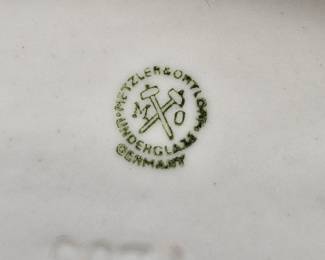 METZLER & ORTLOFF
M O
UNDERGLAZE
GERMANY